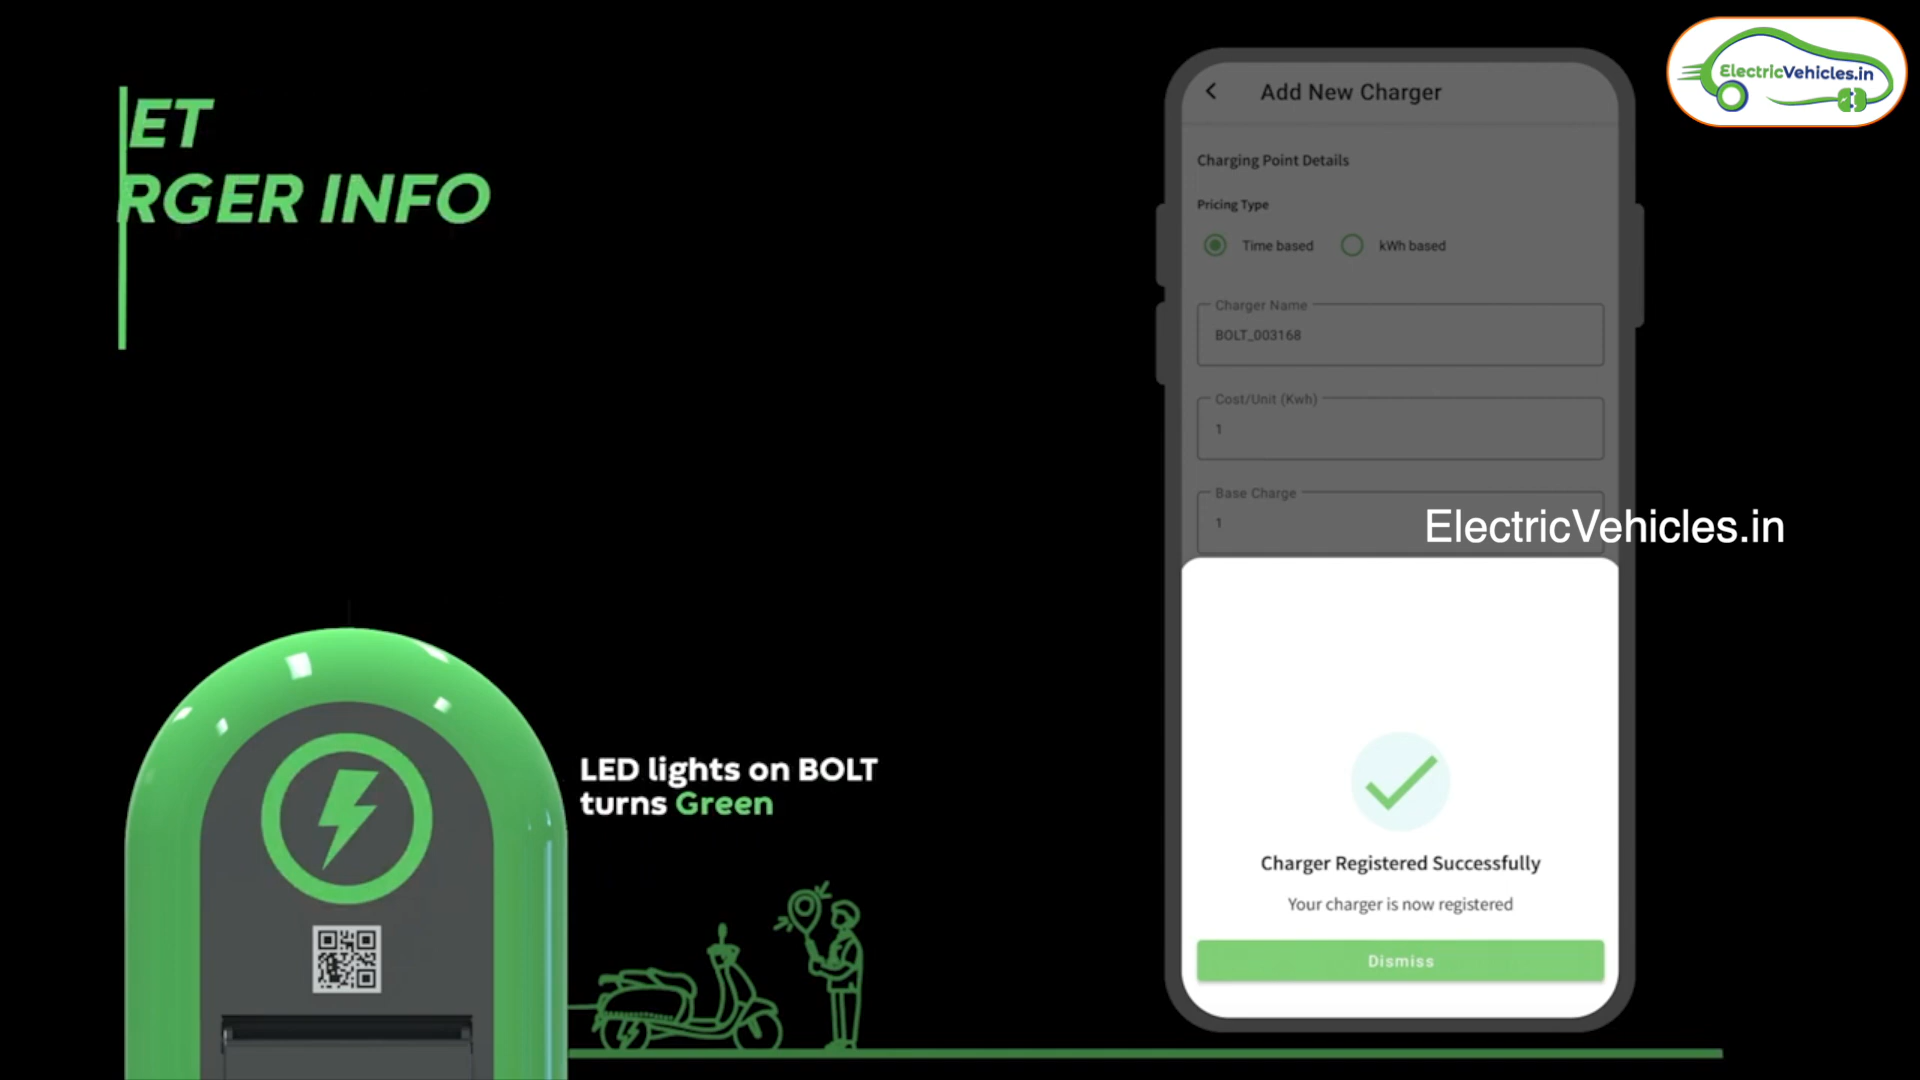 ET
RGER INFO
LED lights on BOLT
turns Green
Add New Charger
Charging Point Details
Pricing Type
Time based kWh based
Charger Name
BOLT_003168
Cost/Unit (Kwh)
1
Base Charge
1
Charger Registered Successfully
Your charger is now registered
Dismiss
ElectricVehicles.in
ElectricVehicles.in